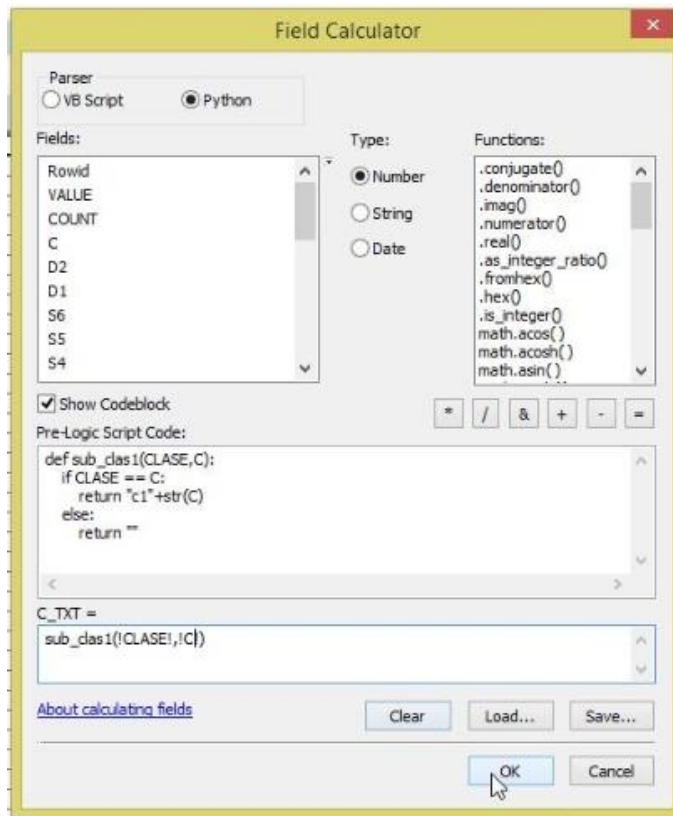 Field Calculator
Parser
VB Script Python
Fields:
Type:
Functions:
Rowid
VALUE
COUNT
C
D2
D1
S6
S5
S4
Number
String
Date
.conjugate()
.denominator()
.imag()
.numerator()
.real()
.as_integer_ratio()
.fromhex()
.hex()
.is_integer()
math.acos( )
math.acosh( )
math.asin( )
Show Codeblock
* / & + - =
Pre-Logic Script Code:
def sub_clas1(CLASE,C):
if CLASE == C:
return "c1"+str(C)
else:
return ""
C_TXT =
sub_clas1(!CLASE!,!C!)
About calculating fields
Clear Load... Save...
OK Cancel